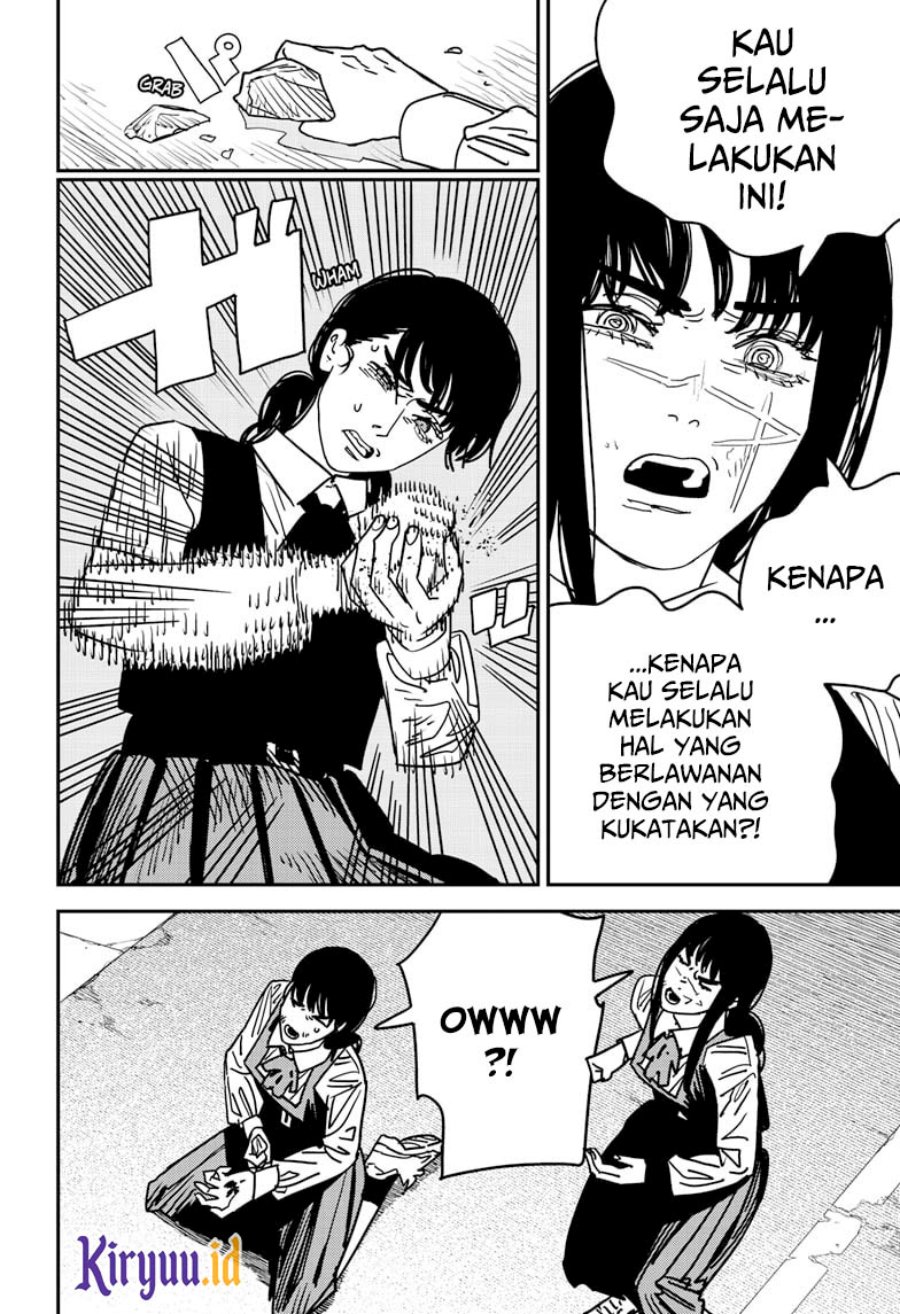 KAU
SELALU
SAJA ME-
LAKUKAN
INI!
KENAPA
...
...KENAPA
KAU SELALU
MELAKUKAN
HAL YANG
BERLAWANAN
DENGAN YANG
KUKATAKAN?!
GRAB
ガ
WHAM
OWWW
?!
Kiryuu.id